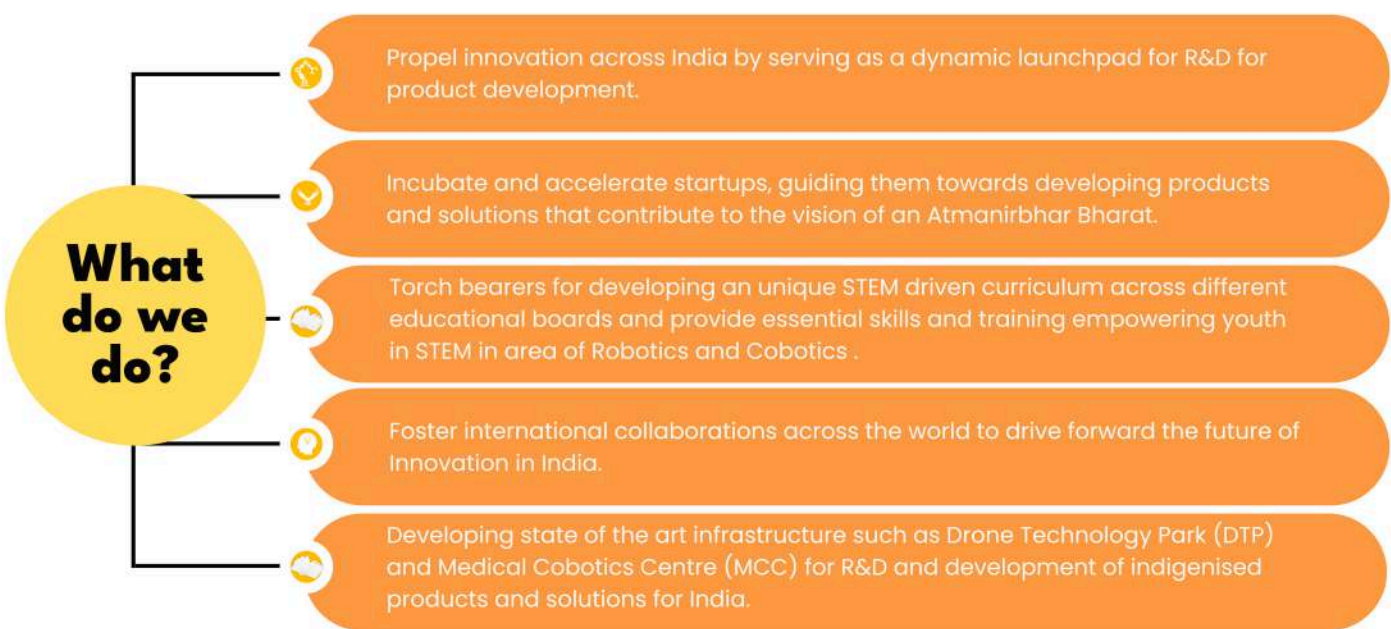 What
do we
do?
Propel innovation across India by serving as a dynamic launchpad for R&D for
product development.
Incubate and accelerate startups, guiding them towards developing products
and solutions that contribute to the vision of an Atmanirbhar Bharat.
Torch bearers for developing an unique STEM driven curriculum across different
educational boards and provide essential skills and training empowering youth
in STEM in area of Robotics and Cobotics .
Foster international collaborations across the world to drive forward the future of
Innovation in India.
Developing state of the art infrastructure such as Drone Technology Park (DTP)
and Medical Cobotics Centre (MCC) for R&D and development of indigenised
products and solutions for India.